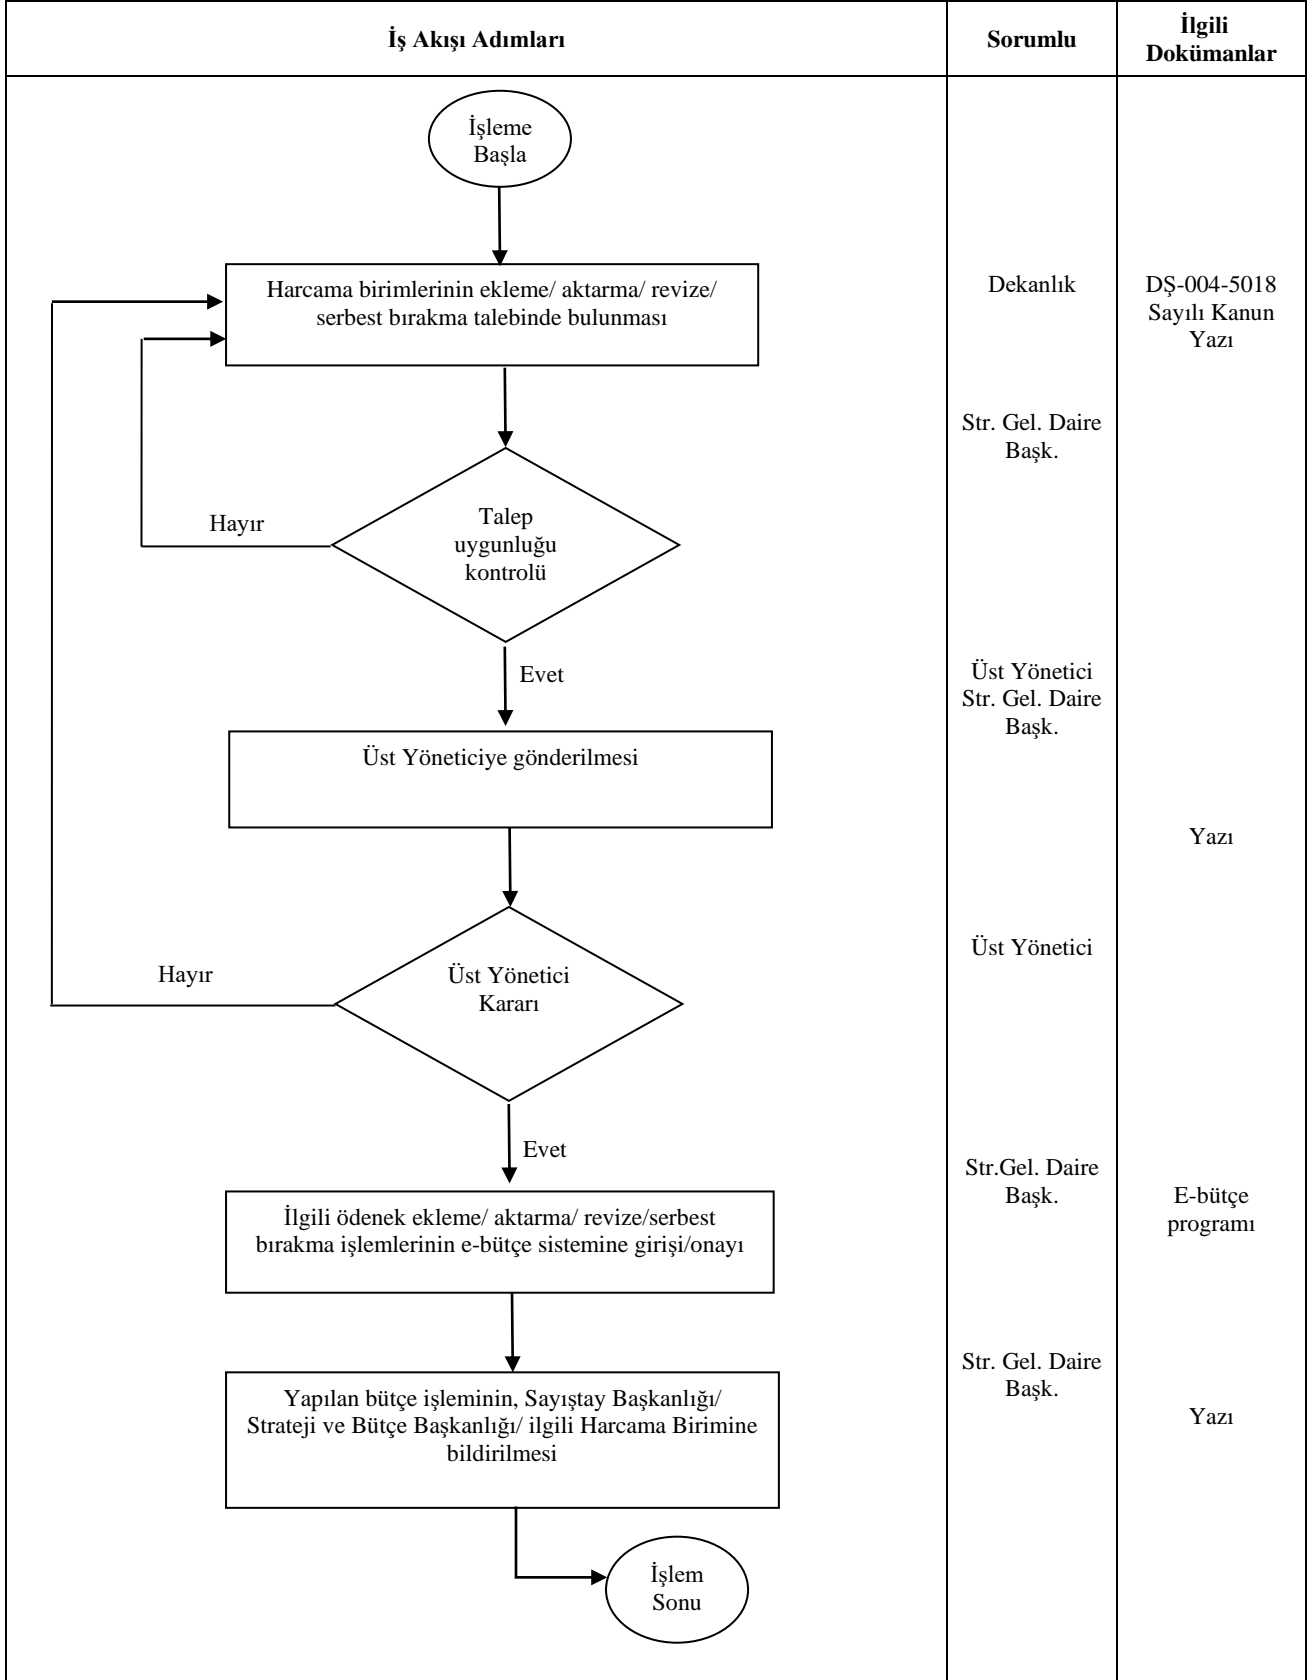 İş Akışı Adımları
Sorumlu
İlgili
Dokümanlar
İşleme
Başla
Harcama birimlerinin ekleme/ aktarma/ revize/
serbest bırakma talebinde bulunması
Dekanlık
DŞ-004-5018
Sayılı Kanun
Yazı
Str. Gel. Daire
Başk.
Hayır
Talep
uygunluğu
kontrolü
Evet
Üst Yönetici
Str. Gel. Daire
Başk.
Üst Yöneticiye gönderilmesi
Yazı
Hayır
Üst Yönetici
Kararı
Üst Yönetici
Evet
Str.Gel. Daire
Başk.
İlgili ödenek ekleme/ aktarma/ revize/serbest
bırakma işlemlerinin e-bütçe sistemine girişi/onayı
E-bütçe
programı
Str. Gel. Daire
Başk.
Yapılan bütçe işleminin, Sayıştay Başkanlığı/
Strateji ve Bütçe Başkanlığı/ ilgili Harcama Birimine
bildirilmesi
Yazı
İşlem
Sonu